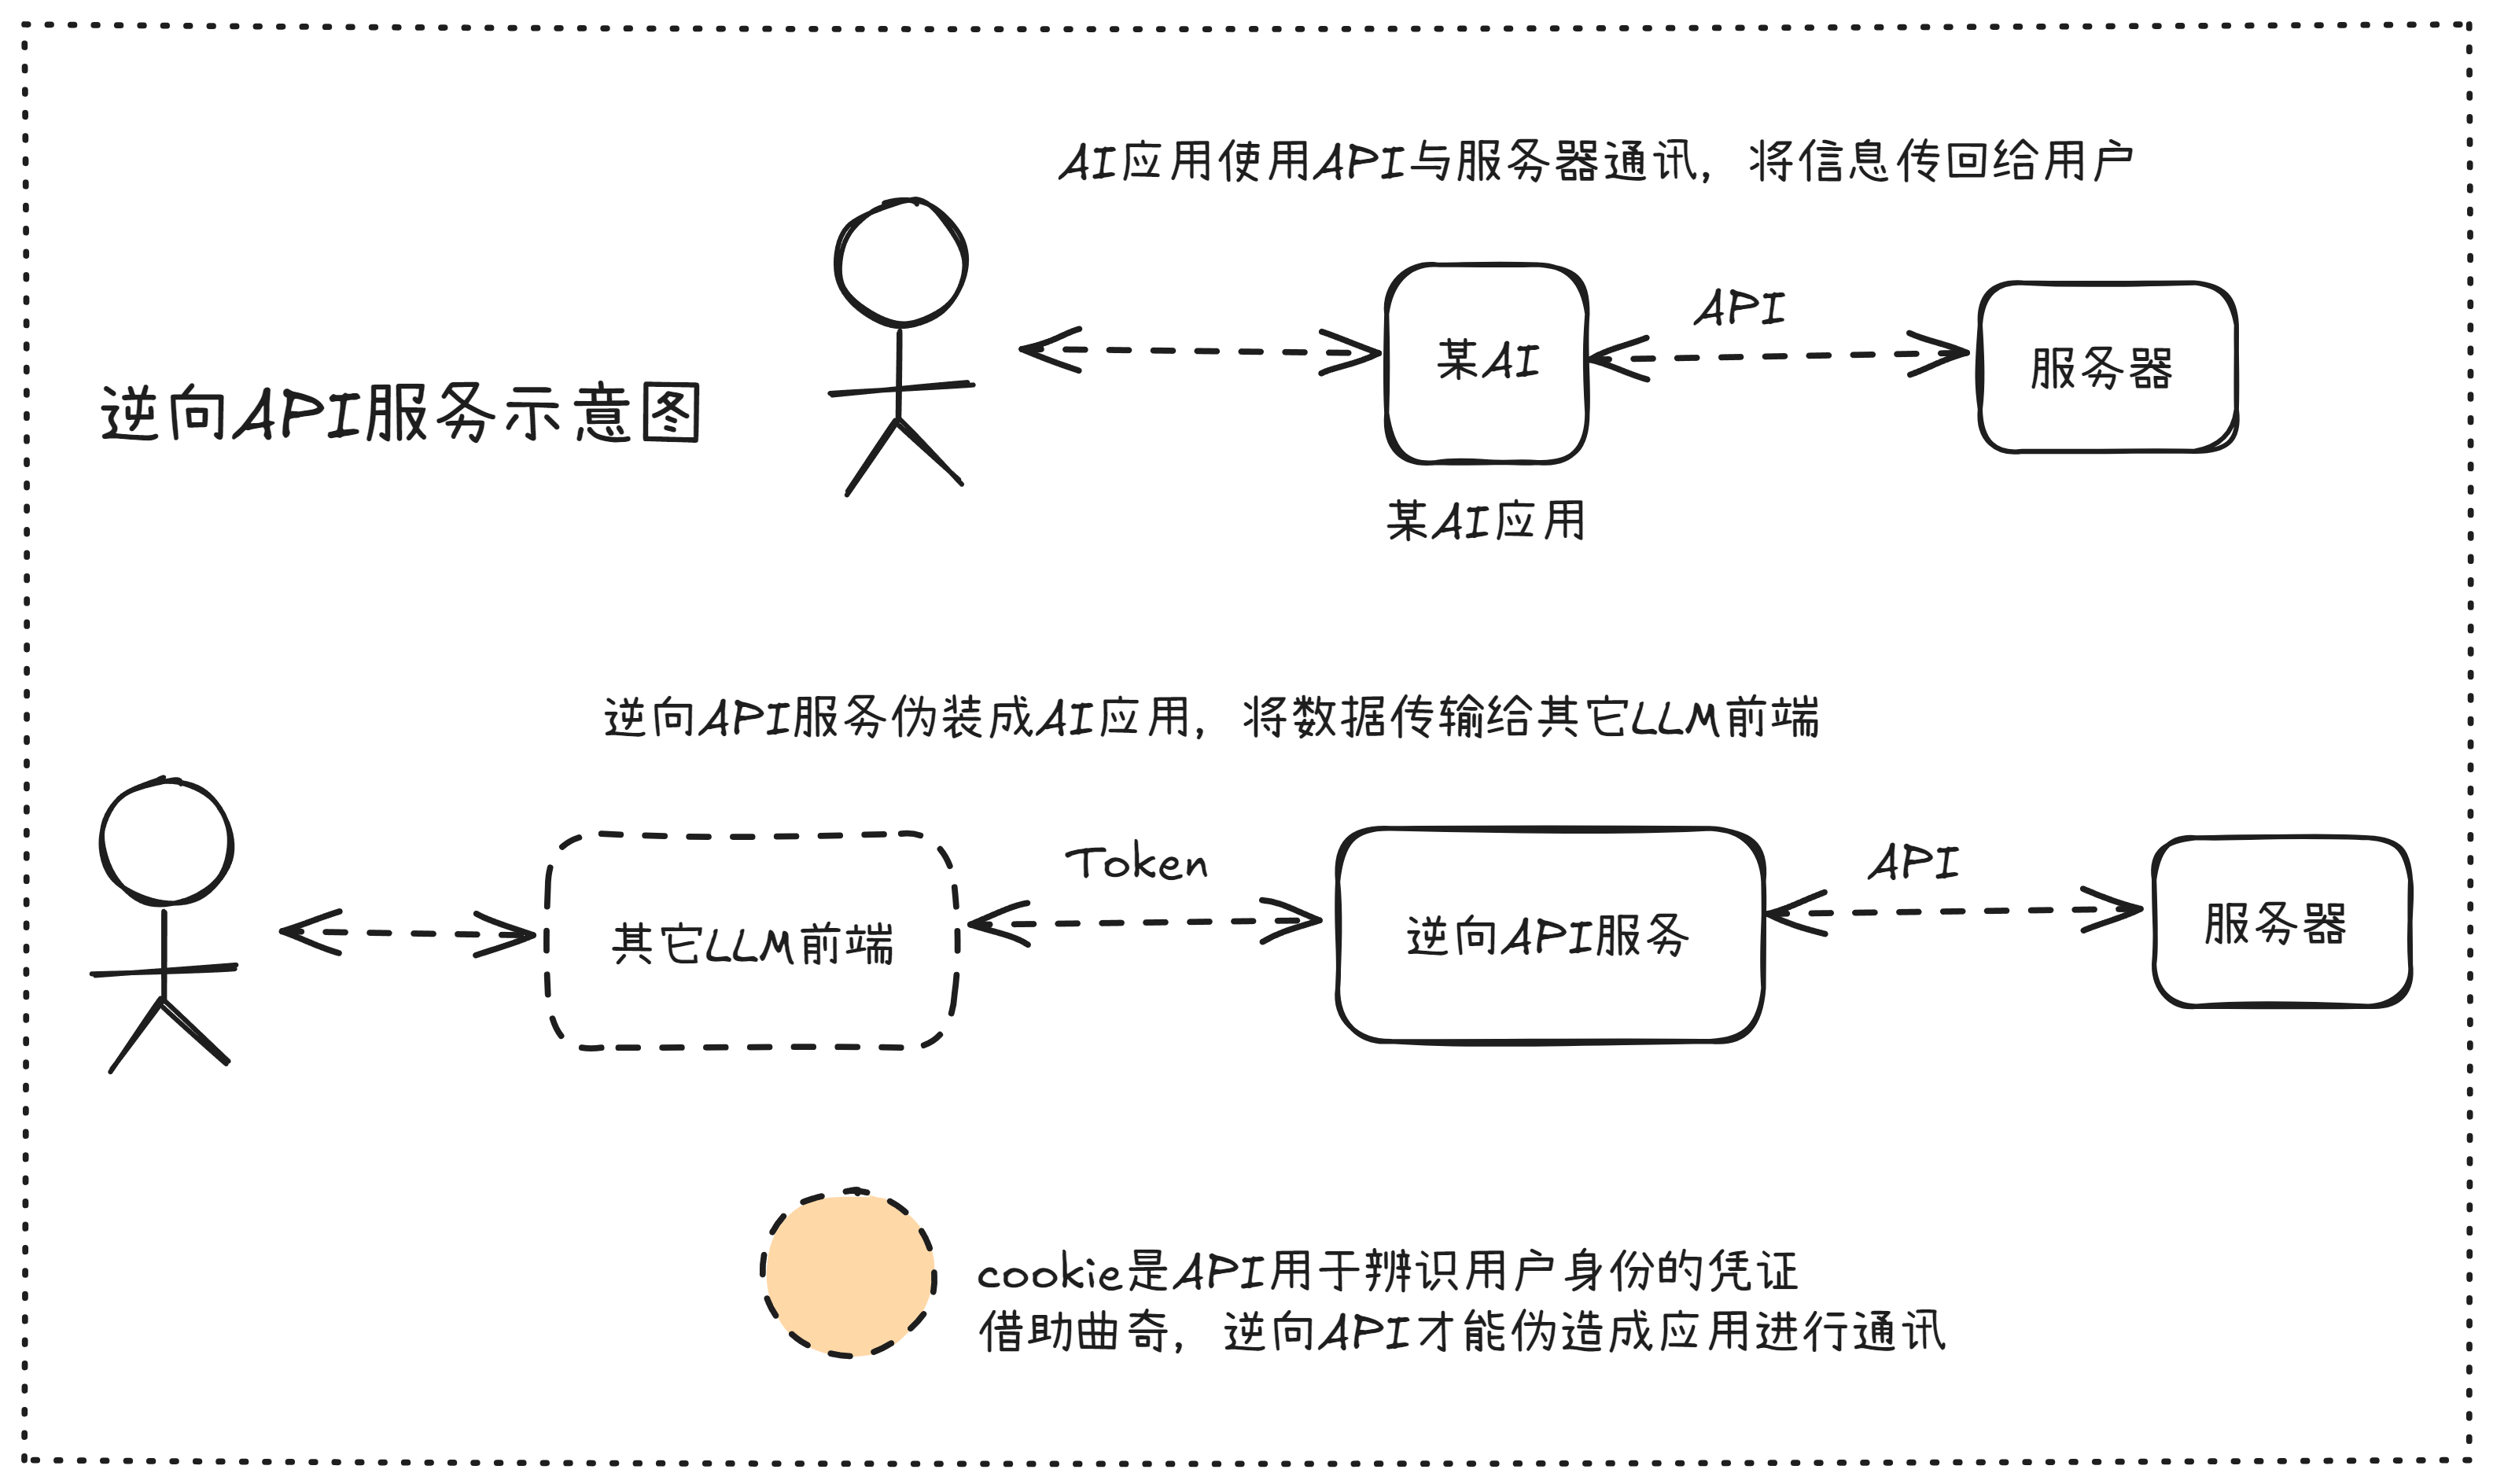 AI应用使用API与服务器通讯，将信息传回给用户
API
某AI
服务器
逆向API服务示意图
某AI应用
逆向API服务伪装成AI应用，将数据传输给其它LLM前端
Token
API
其它LLM前端
逆向API服务
服务器
cookie是API用于辨识用户身份的凭证
借助曲奇，逆向API才能伪造成应用进行通讯